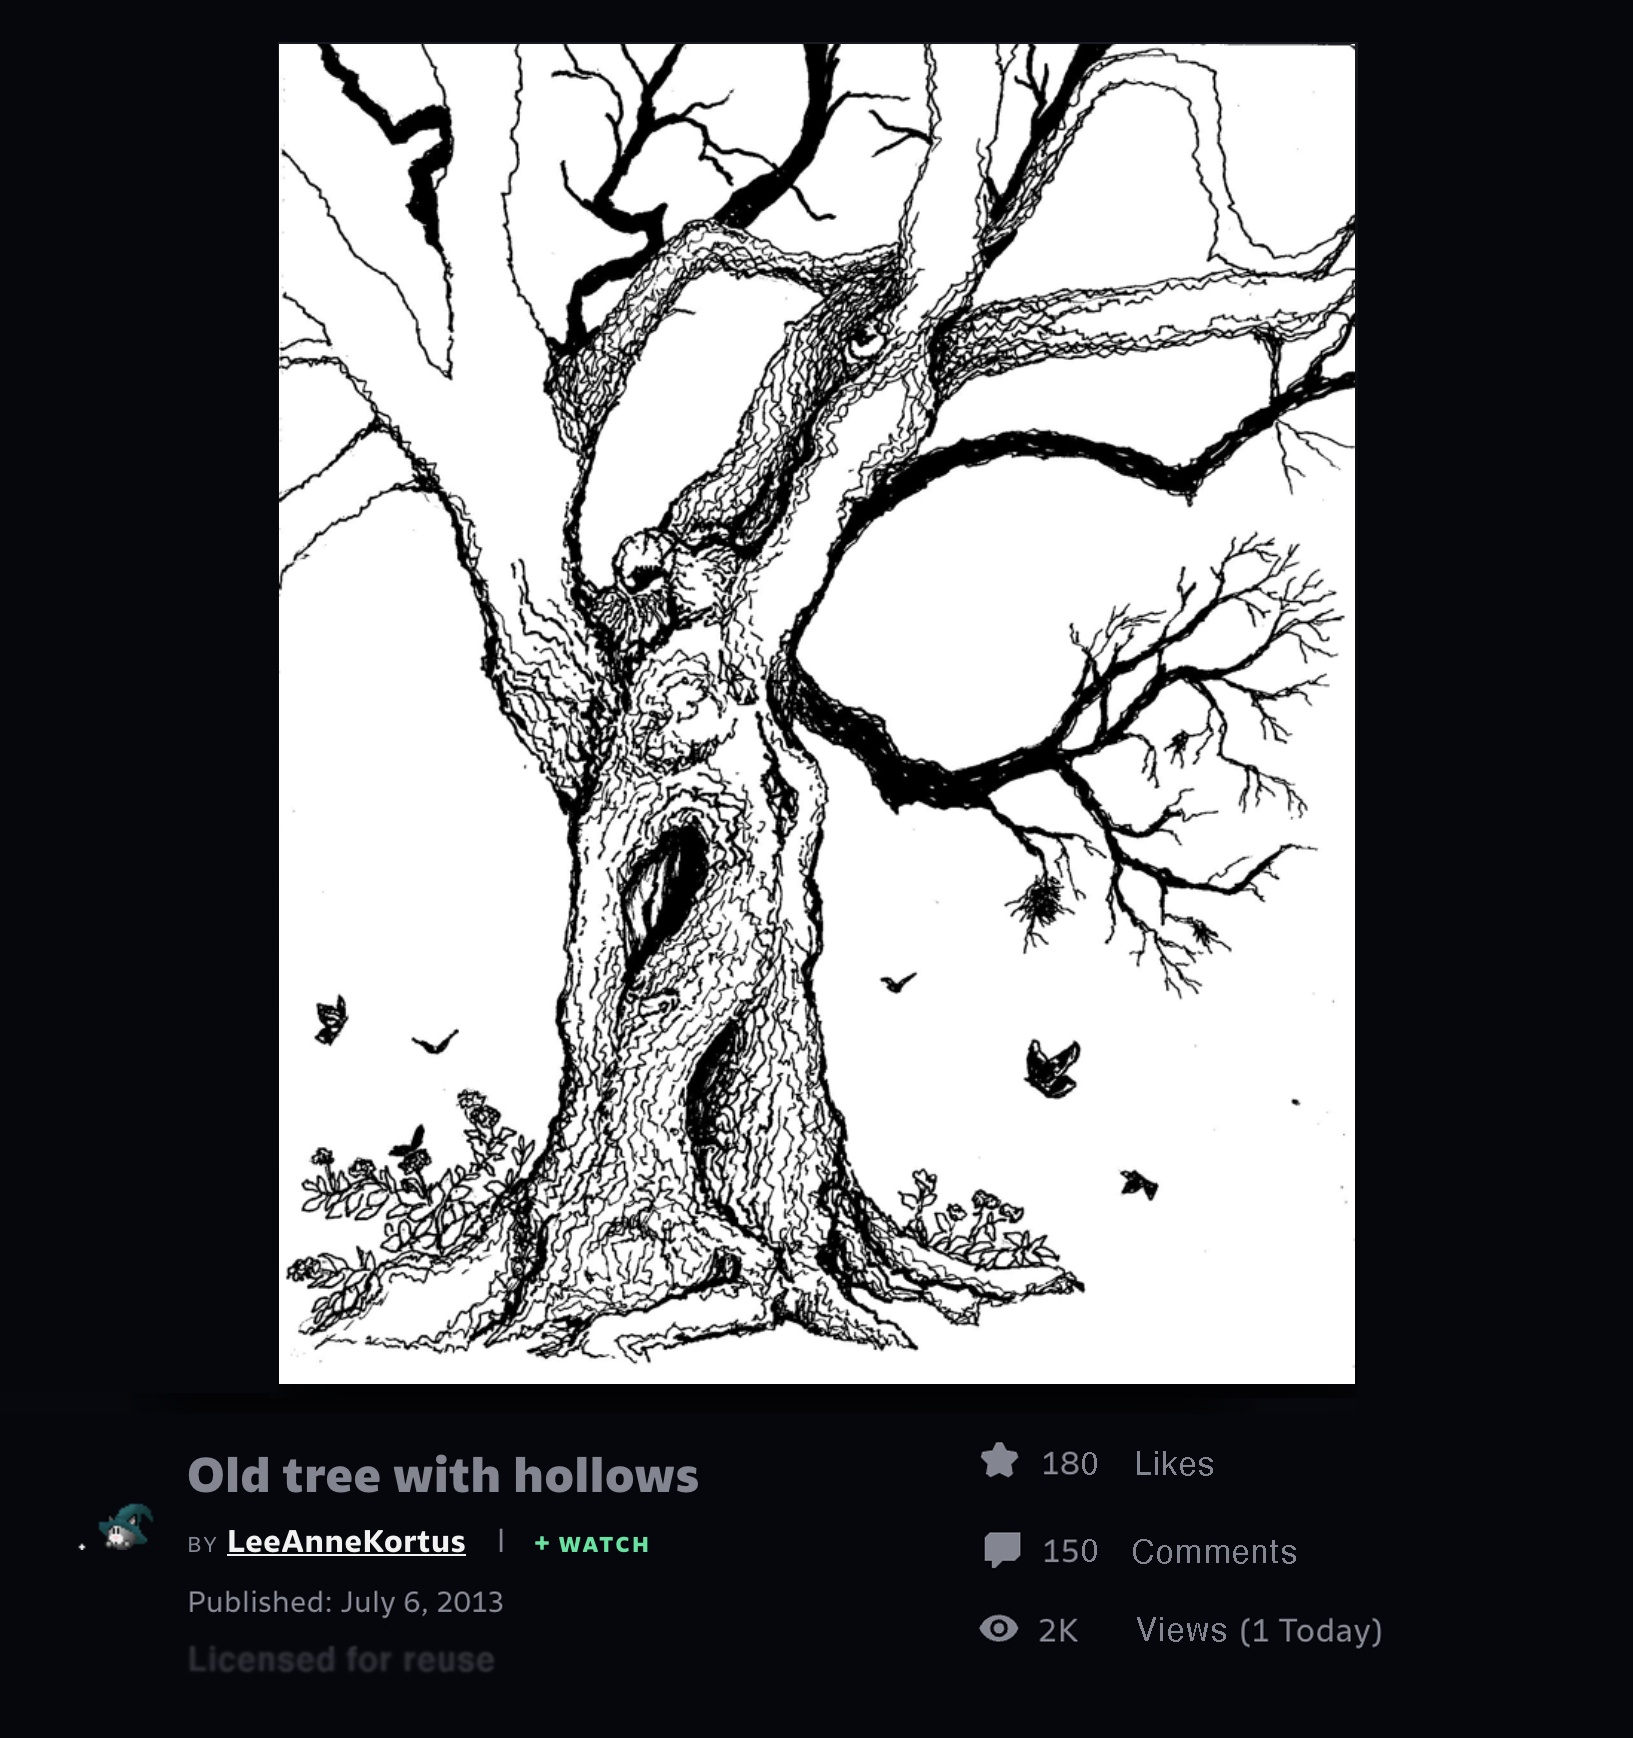 Old tree with hollows
BY LeeAnneKortus | + WATCH
Published: July 6, 2013
Licensed for reuse
180 Likes
150 Comments
2K Views (1 Today)